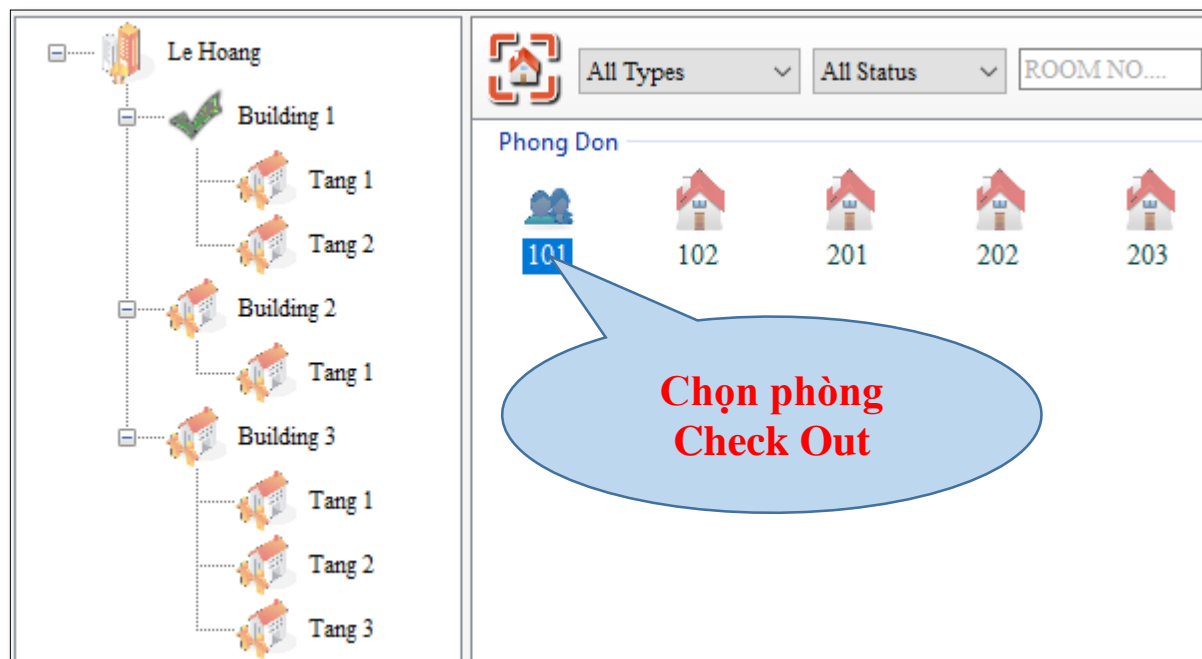 Le Hoang
Building 1
Tang 1
Tang 2
Building 2
Tang 1
Building 3
Tang 1
Tang 2
Tang 3
All Types
All Status
ROOM NO....
Phong Don
101
102
201
202
203
Chọn phòng
Check Out